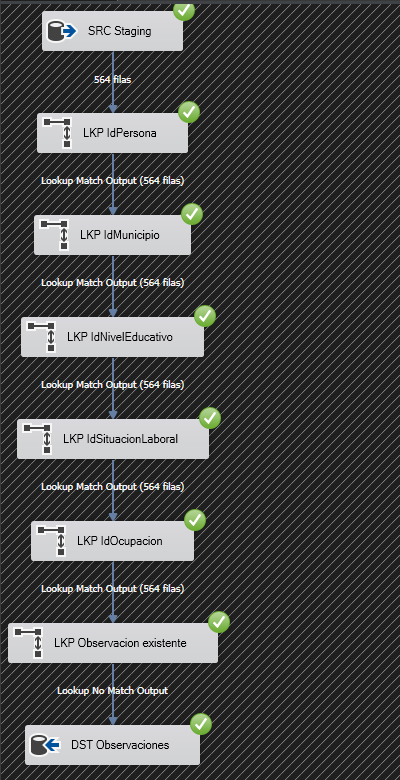 SRC Staging
564 filas
LKP IdPersona
Lookup Match Output (564 filas)
LKP IdMunicipio
Lookup Match Output (564 filas)
LKP IdNivelEducativo
Lookup Match Output (564 filas)
LKP IdSituacionLaboral
Lookup Match Output (564 filas)
LKP IdOcupacion
Lookup Match Output (564 filas)
LKP Observacion existente
Lookup No Match Output
DST Observaciones